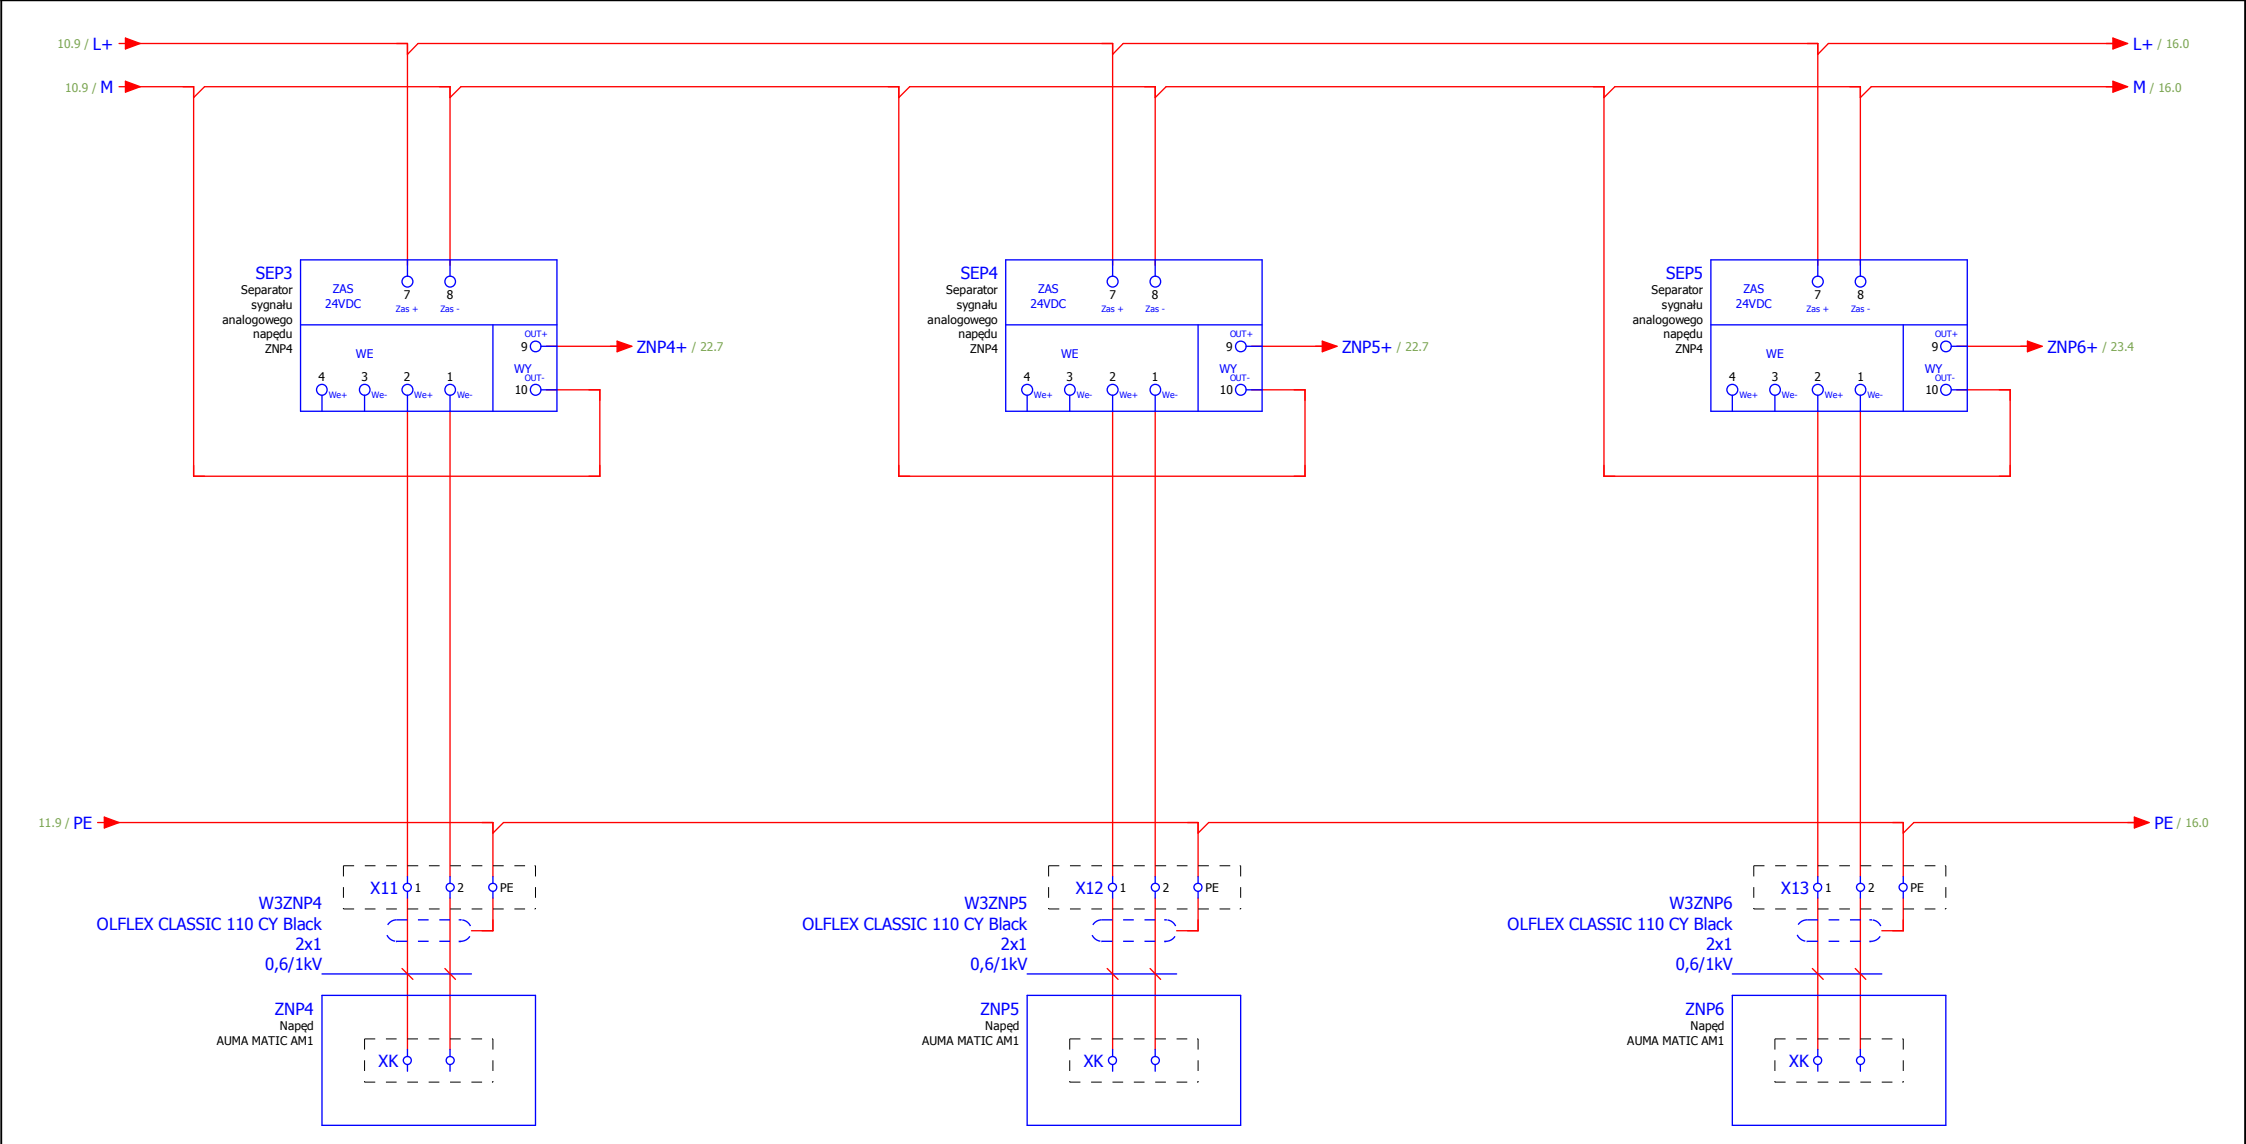 10.9 / L+
L+ / 16.0
10.9 / M
M / 16.0
SEP3
Separator
sygnału
analogowego
napędu
ZNP4
ZAS
24VDC
7
Zas +
8
Zas -
WE
4
We+
3
We-
2
We+
1
We-
OUT+
9
WY
OUT-
10
ZNP4+ / 22.7
SEP4
Separator
sygnału
analogowego
napędu
ZNP4
ZAS
24VDC
7
Zas +
8
Zas -
WE
4
We+
3
We-
2
We+
1
We-
OUT+
9
WY
OUT-
10
ZNP5+ / 22.7
SEP5
Separator
sygnału
analogowego
napędu
ZNP4
ZAS
24VDC
7
Zas +
8
Zas -
WE
4
We+
3
We-
2
We+
1
We-
OUT+
9
WY
OUT-
10
ZNP6+ / 23.4
11.9 / PE
PE / 16.0
X11 1 2 PE
W3ZNP4
OLFLEX CLASSIC 110 CY Black
2x1
0,6/1kV
ZNP4
Napęd
AUMA MATIC AM1
XK
X12 1 2 PE
W3ZNP5
OLFLEX CLASSIC 110 CY Black
2x1
0,6/1kV
ZNP5
Napęd
AUMA MATIC AM1
XK
X13 1 2 PE
W3ZNP6
OLFLEX CLASSIC 110 CY Black
2x1
0,6/1kV
ZNP6
Napęd
AUMA MATIC AM1
XK